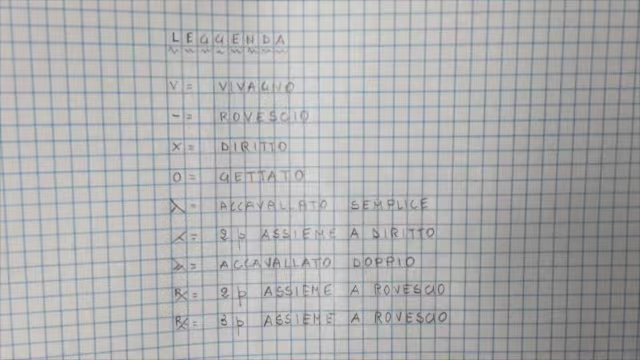 LEGGENDA
V = VIVAGNO
- = ROVESCIO
X = DIRITTO
O = GETTATO
λ = ACCAVALLATO SEMPLICE
⋌ = 2 p ASSIEME A DIRITTO
= ACCAVALLATO DOPPIO
= 2 p ASSIEME A ROVESCIO
= 3 p ASSIEME A ROVESCIO